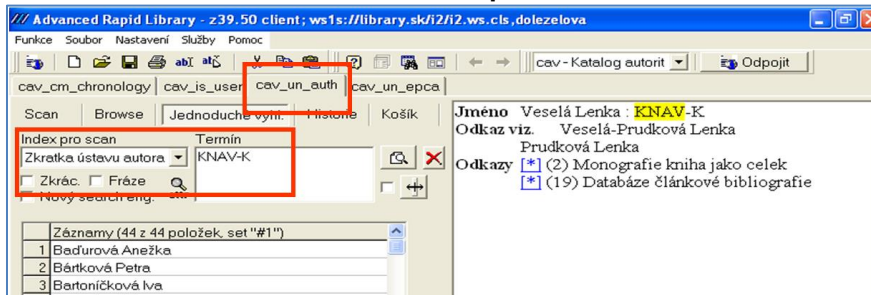 /// Advanced Rapid Library - z39.50 client; ws1s://library.sk/i2/i2.ws.cls,dolezelova
Funkce Soubor Nastavení Služby Pomoc
cav - Katalog autorit Odpojit
cav_cm_chronology cav_is_user cav_un_auth cav_un_epca
Scan Browse Jednoduché vyhl. Historie Košík
Index pro scan Termín
Zkratka ústavu autora KNAV-K
Zkrác. Fráze
Nový search eng.
Záznamy (44 z 44 položek, set "#1")
1 Baďurová Anežka
2 Bártková Petra
3 Bartoníčková Iva
Jméno Veselá Lenka : KNAV-K
Odkaz viz. Veselá-Prudková Lenka
Prudková Lenka
Odkazy [*] (2) Monografie kniha jako celek
[*] (19) Databáze článkové bibliografie